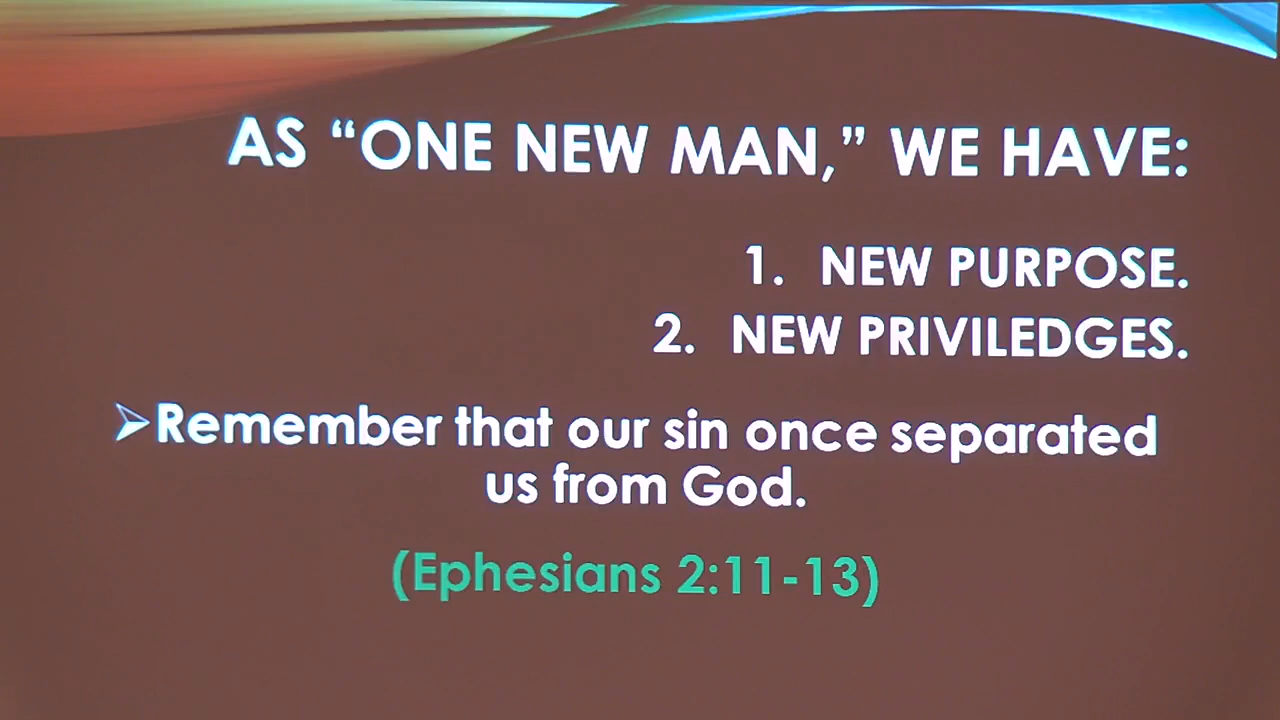 AS “ONE NEW MAN,” WE HAVE:
1. NEW PURPOSE.
2. NEW PRIVILEDGES.
➢Remember that our sin once separated
us from God.
(Ephesians 2:11-13)